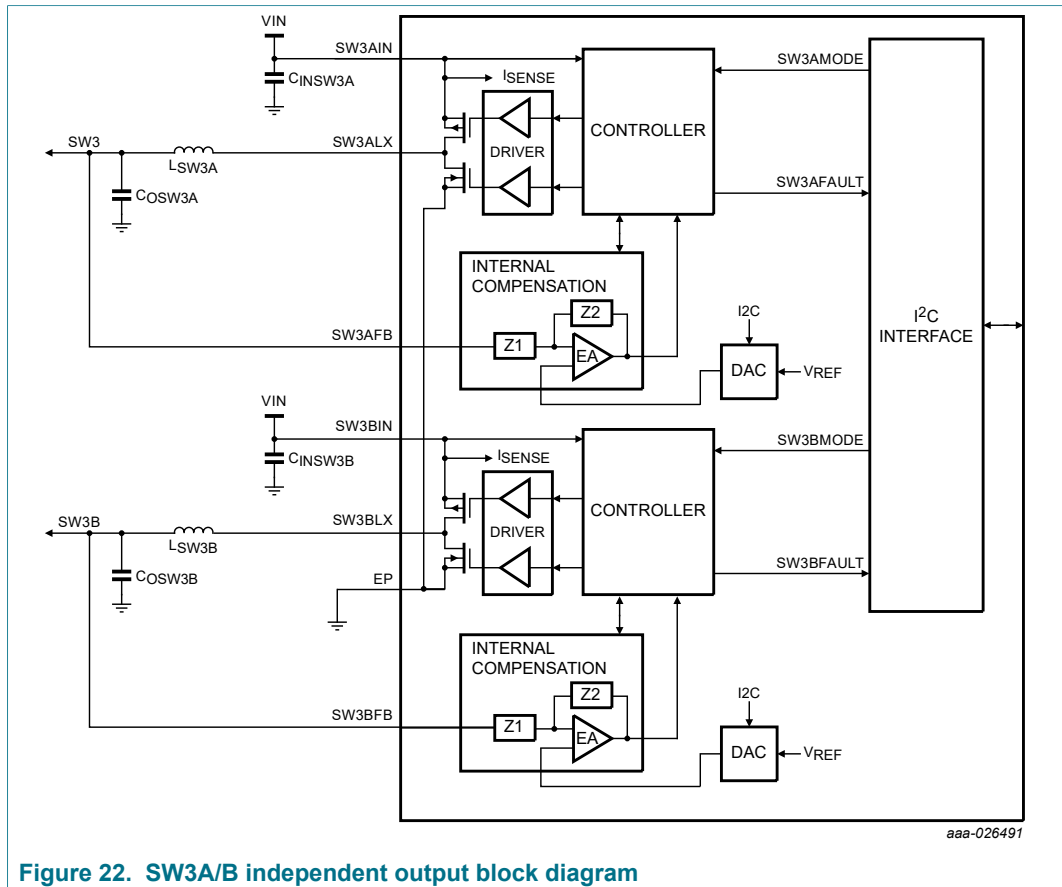 VIN
SW3AIN
CINSW3A
ISENSE
SW3AMODE
CONTROLLER
DRIVER
SW3
LSW3A
SW3ALX
COSW3A
SW3AFAULT
INTERNAL
COMPENSATION
Z2
I2C
I2C
INTERFACE
SW3AFB
Z1
EA
DAC
VREF
VIN
SW3BIN
CINSW3B
ISENSE
SW3BMODE
CONTROLLER
DRIVER
SW3B
LSW3B
SW3BLX
COSW3B
EP
SW3BFAULT
INTERNAL
COMPENSATION
Z2
I2C
SW3BFB
Z1
EA
DAC
VREF
aaa-026491
Figure 22. SW3A/B independent output block diagram